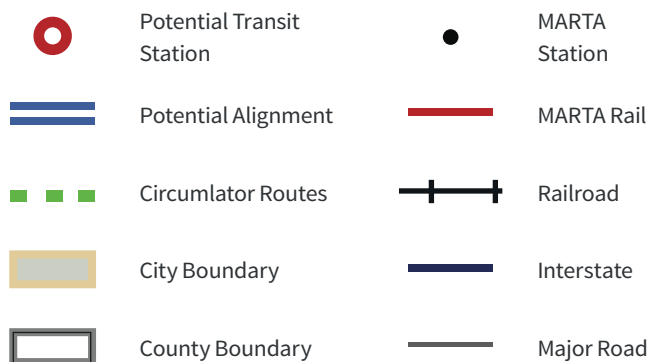 Potential Transit
Station
MARTA
Station
Potential Alignment
MARTA Rail
Circumlator Routes
Railroad
City Boundary
Interstate
County Boundary
Major Road